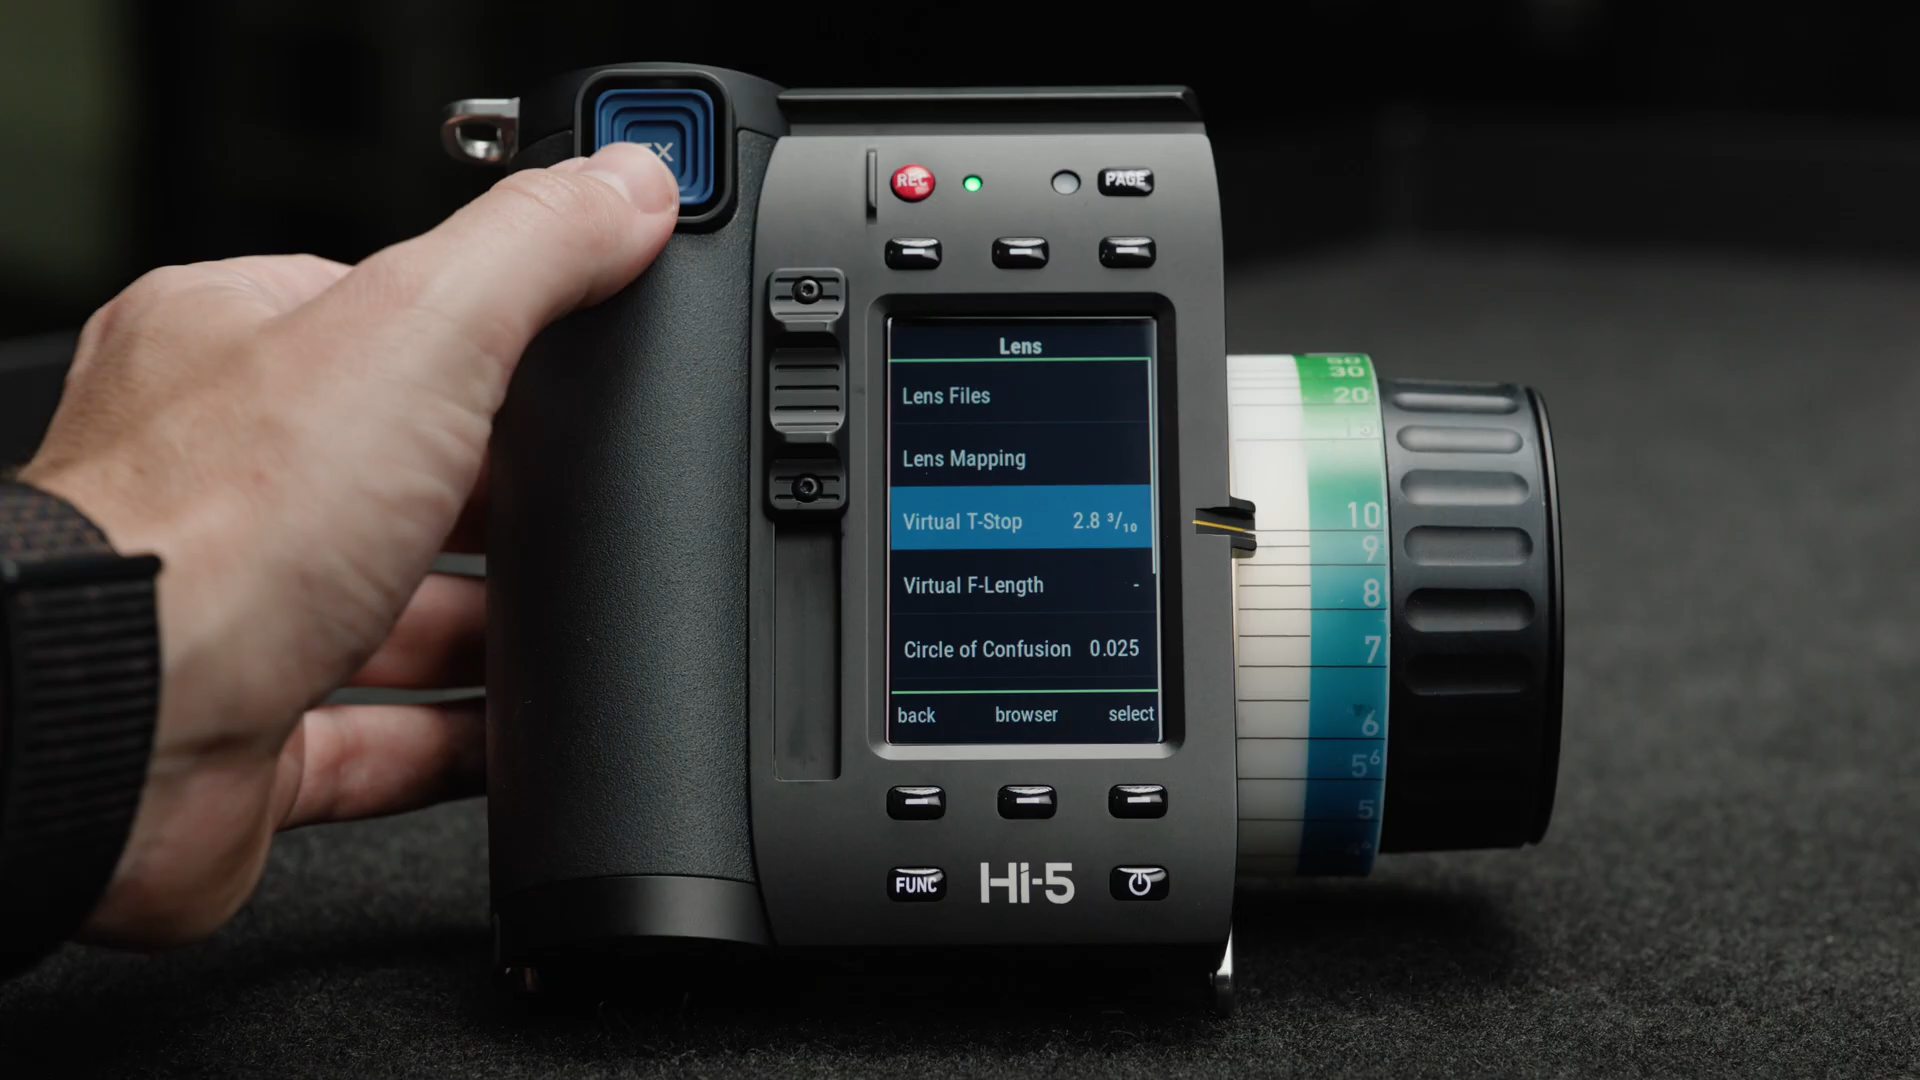 REC
PAGE
Lens
Lens Files
Lens Mapping
Virtual T-Stop 2.8 ³/₁₀
Virtual F-Length -
Circle of Confusion 0.025
back browser select
FUNC
Hi-5
50
30
20
10
9
8
7
6
5⁶
5